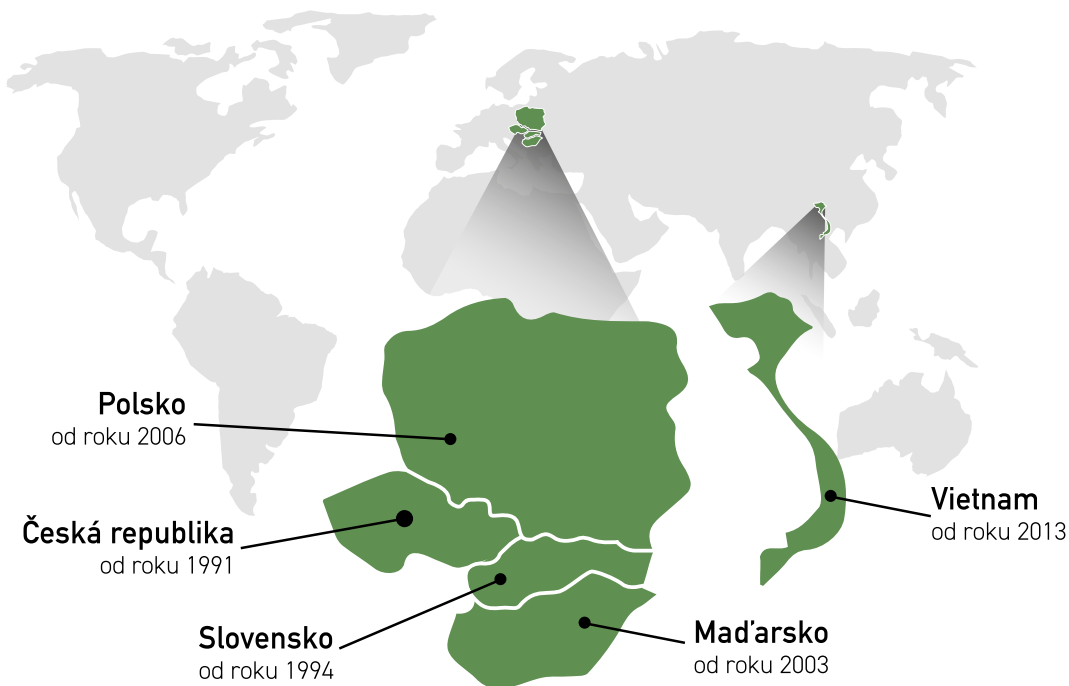 Polsko
od roku 2006
Česká republika
od roku 1991
Slovensko
od roku 1994
Maďarsko
od roku 2003
Vietnam
od roku 2013